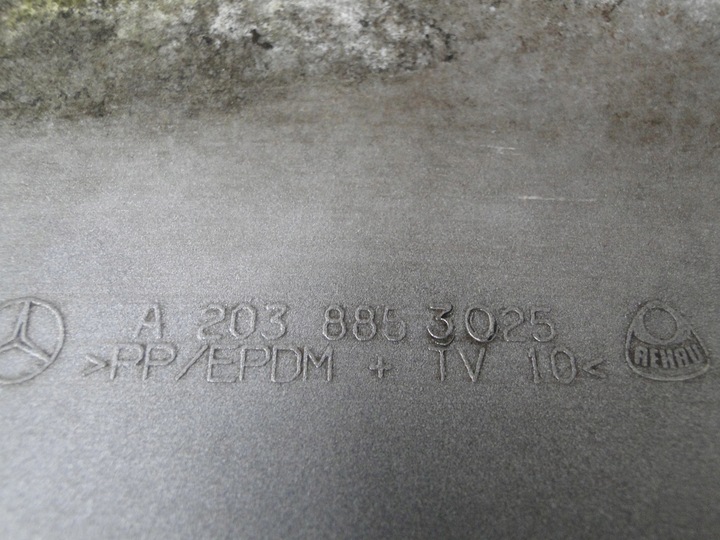 A 203 885 3025
>PP/EPDM + TV 10<
REHAU